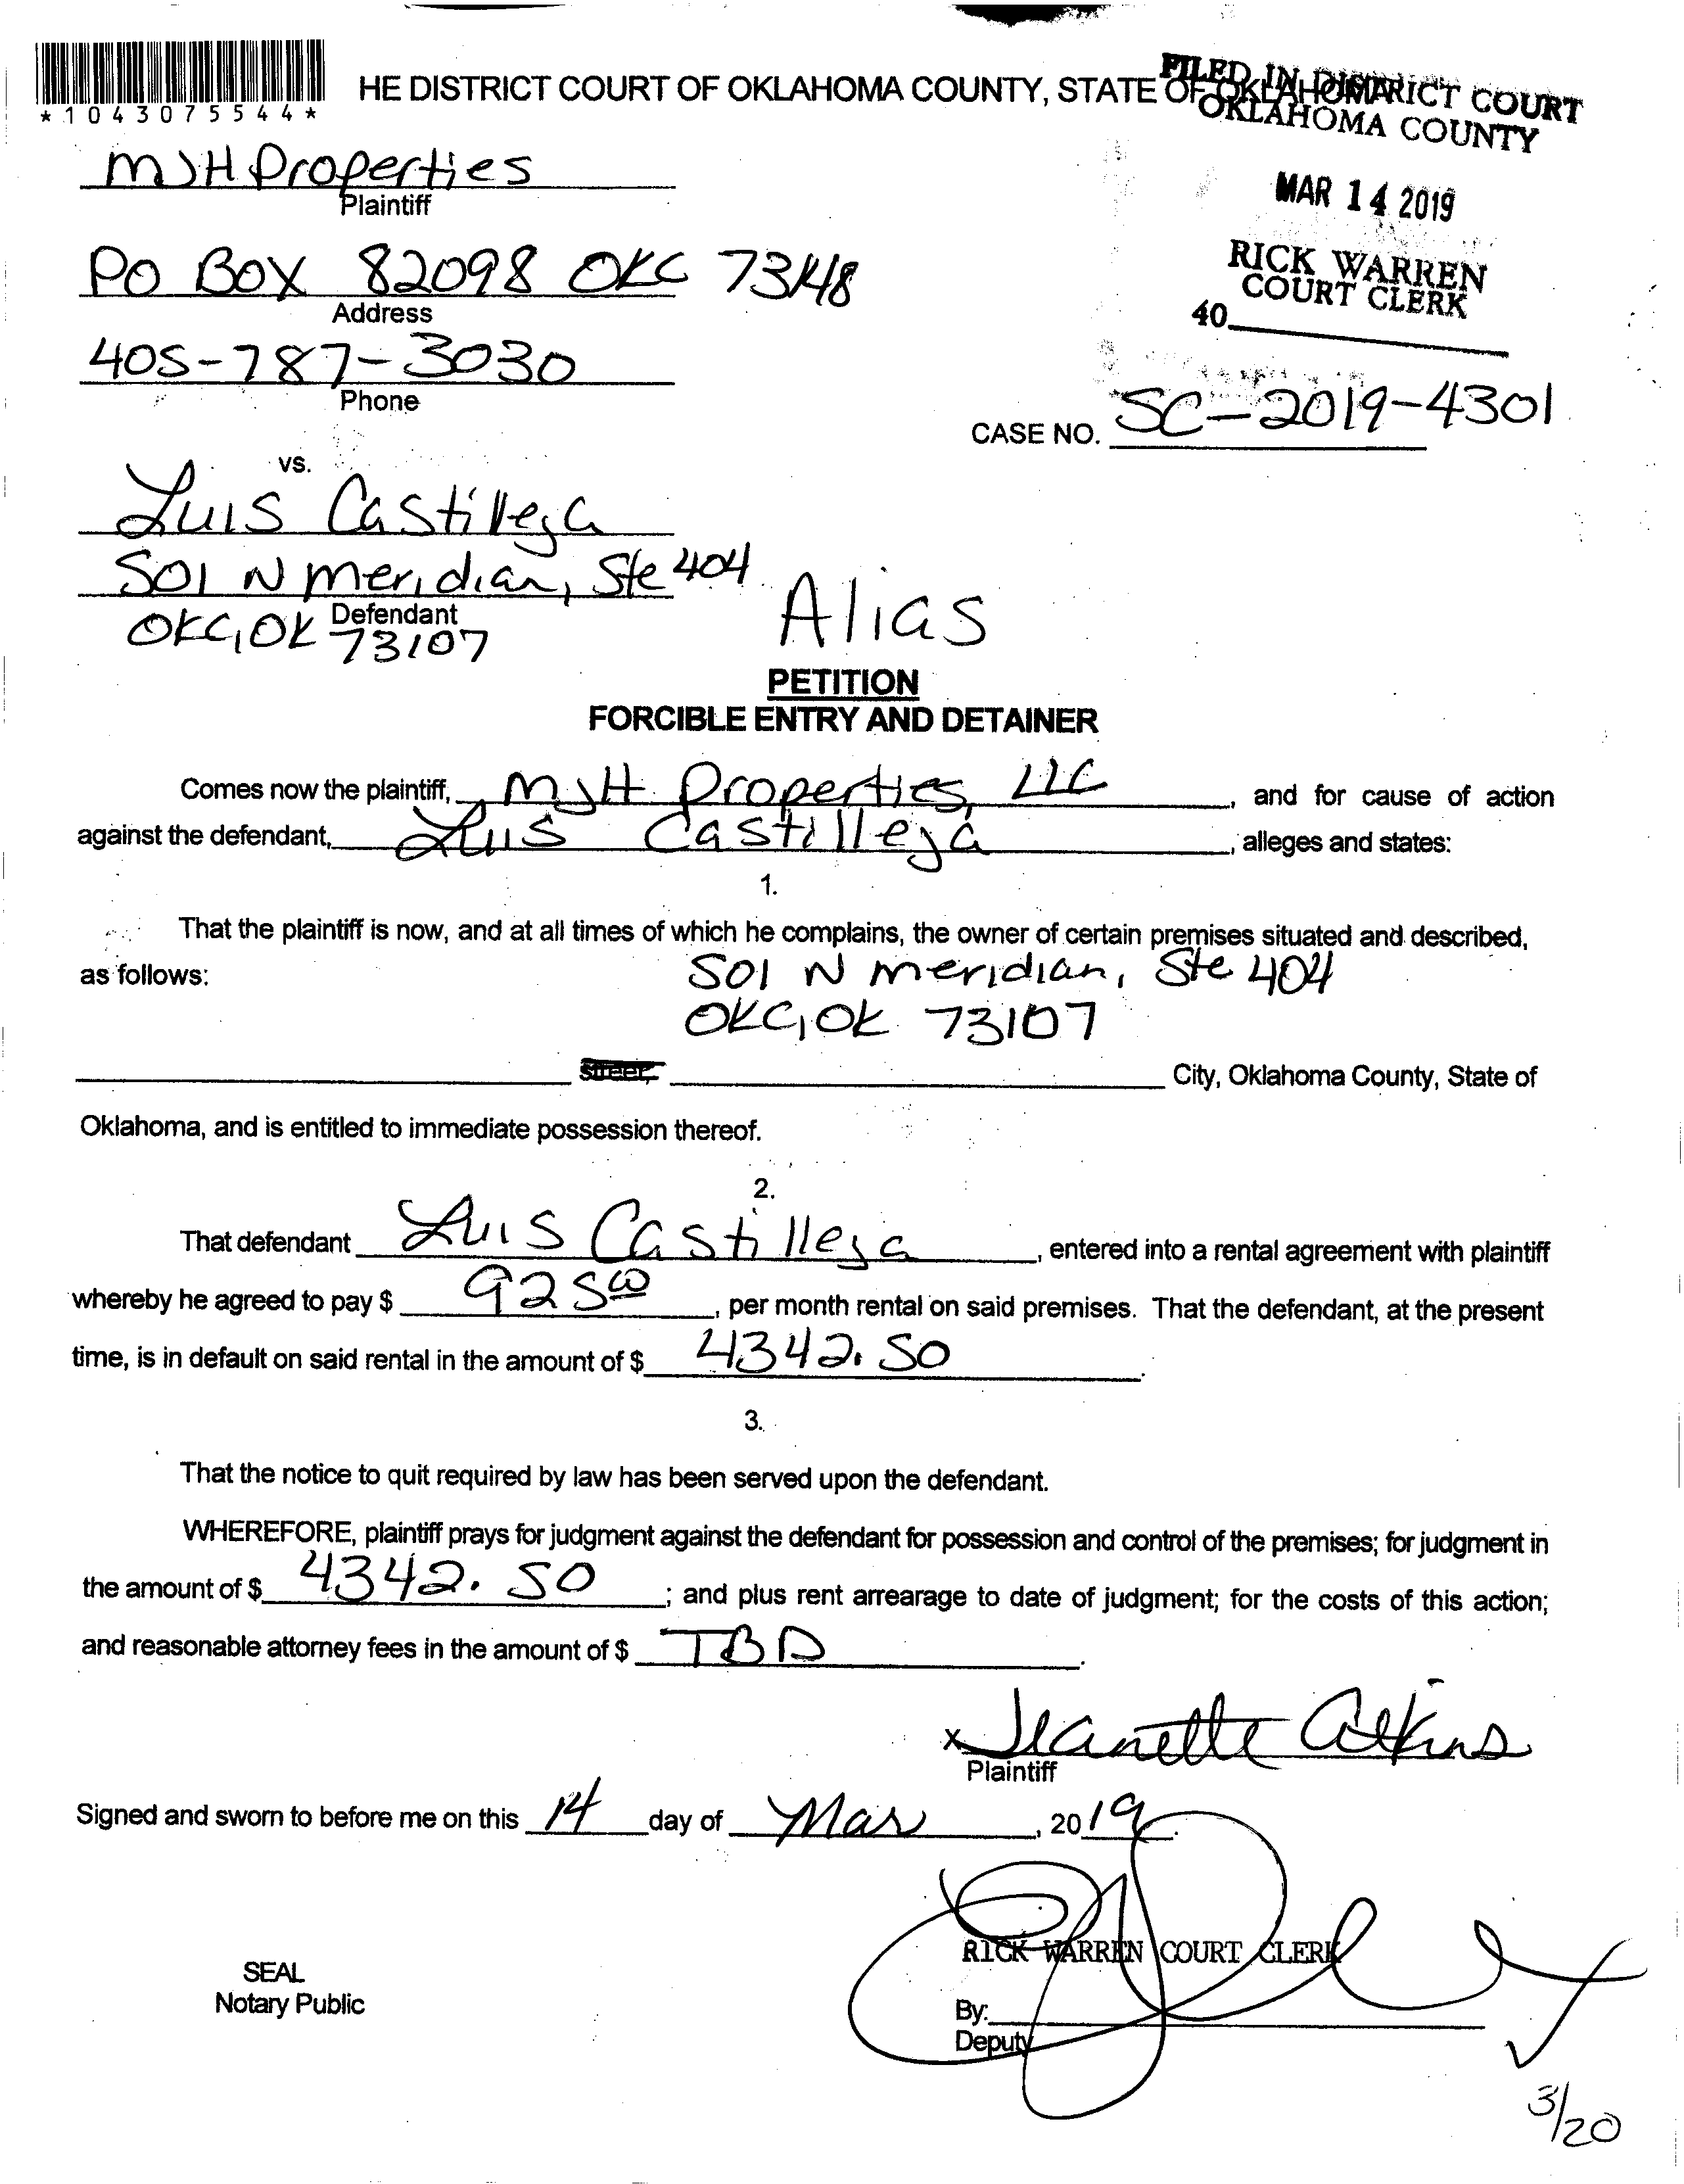 *1043075544*
HE DISTRICT COURT OF OKLAHOMA COUNTY, STATE OF OKLAHOMA
FILED IN DISTRICT COURT
OKLAHOMA COUNTY
MAR 14 2019
RICK WARREN
COURT CLERK
40
MJH Properties
Plaintiff
PO BOX 82098 OKC 73148
Address
405-787-3030
Phone
CASE NO. SC-2019-4301
vs.
Luis Castilleja
501 N meridian, Ste 404
Defendant
OKC, OK 73107
Alias
PETITION
FORCIBLE ENTRY AND DETAINER
Comes now the plaintiff, MJH Properties, LLC, and for cause of action
against the defendant, Luis Castilleja, alleges and states:
1.
That the plaintiff is now, and at all times of which he complains, the owner of certain premises situated and described,
as follows: 501 N meridian, Ste 404
OKC, OK 73107
street, City, Oklahoma County, State of
Oklahoma, and is entitled to immediate possession thereof.
2.
That defendant Luis Castilleja, entered into a rental agreement with plaintiff
whereby he agreed to pay $ 925 00, per month rental on said premises. That the defendant, at the present
time, is in default on said rental in the amount of $ 4342.50.
3.
That the notice to quit required by law has been served upon the defendant.
WHEREFORE, plaintiff prays for judgment against the defendant for possession and control of the premises; for judgment in
the amount of $ 4342.50; and plus rent arrearage to date of judgment; for the costs of this action;
and reasonable attorney fees in the amount of $ TBD.
x Jeanette Atkins
Plaintiff
Signed and sworn to before me on this 14 day of Mar, 2019.
RICK WARREN COURT CLERK
SEAL
Notary Public
By:
Deputy
3/20